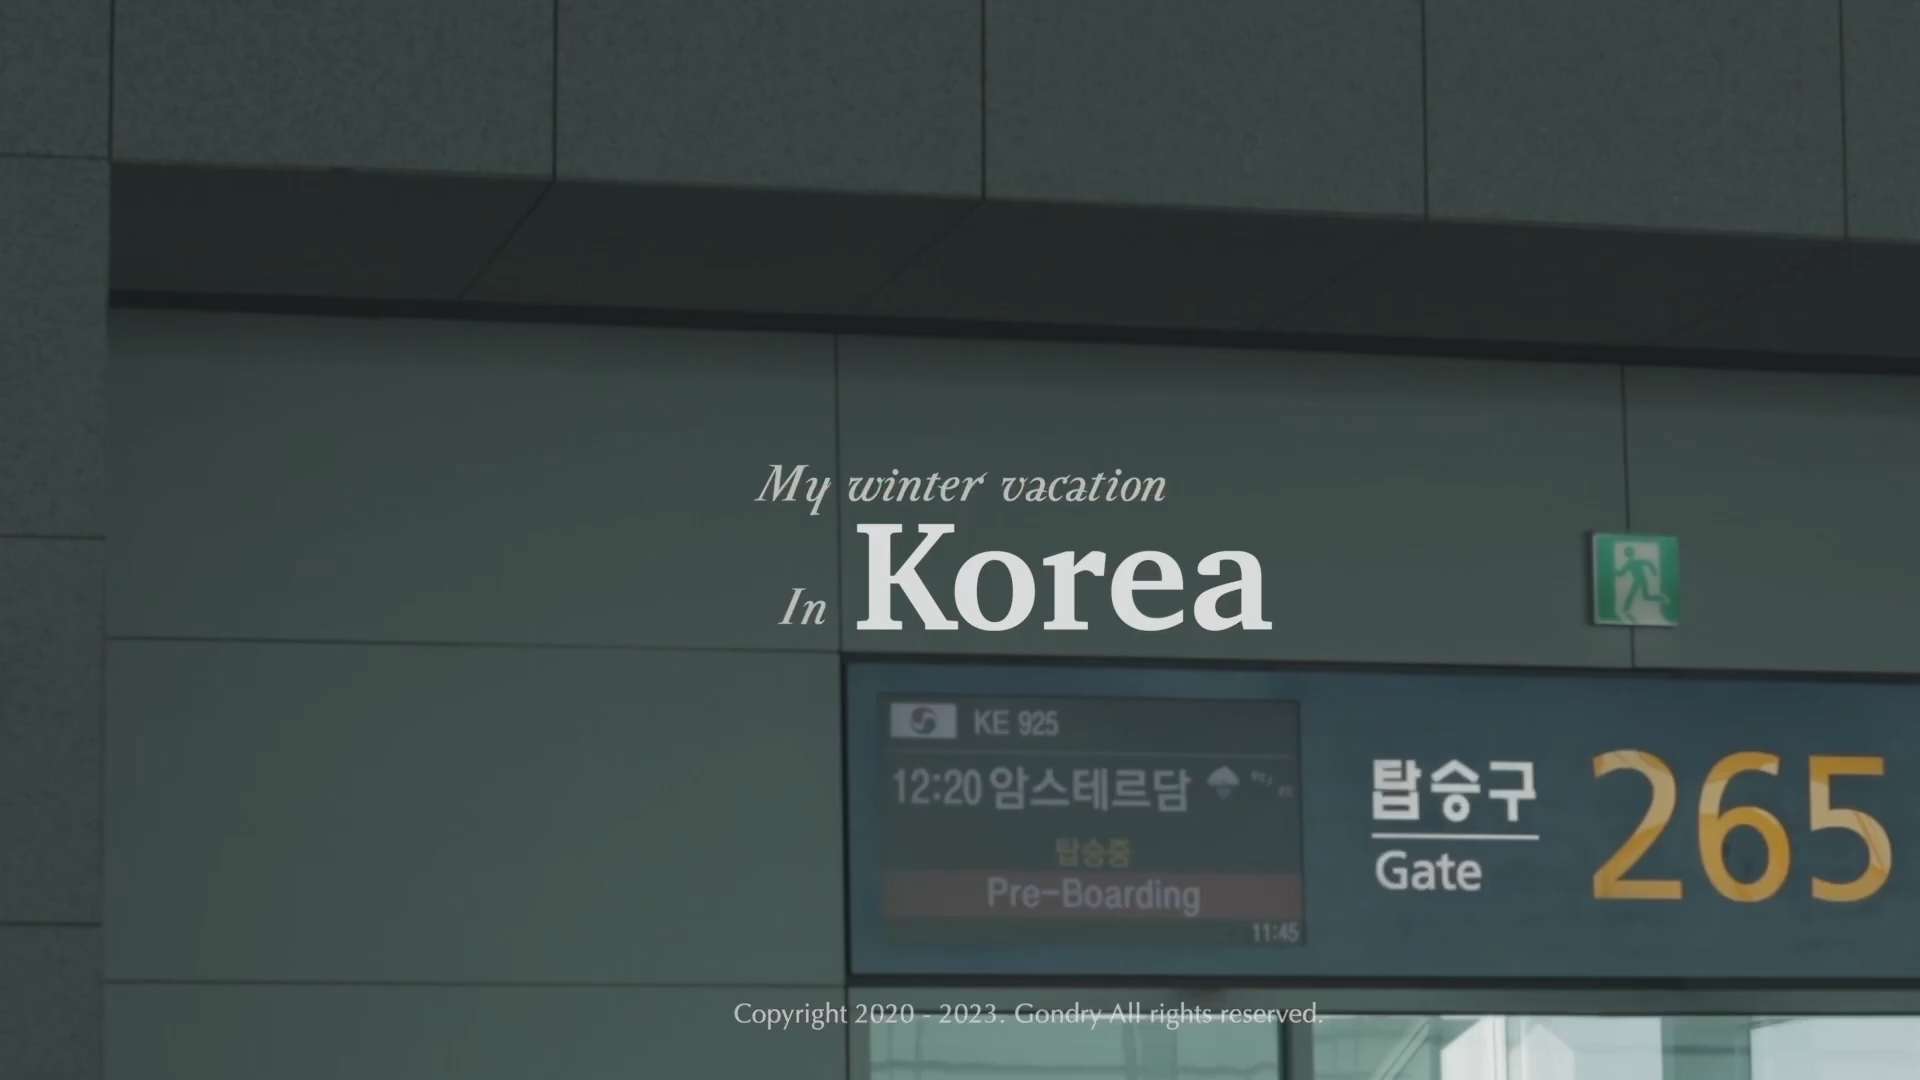 My winter vacation
In Korea
KE 925
12:20 암스테르담
탑승중
Pre-Boarding
11:45
탑승구
Gate
265
Copyright 2020 - 2023. Gondry All rights reserved.